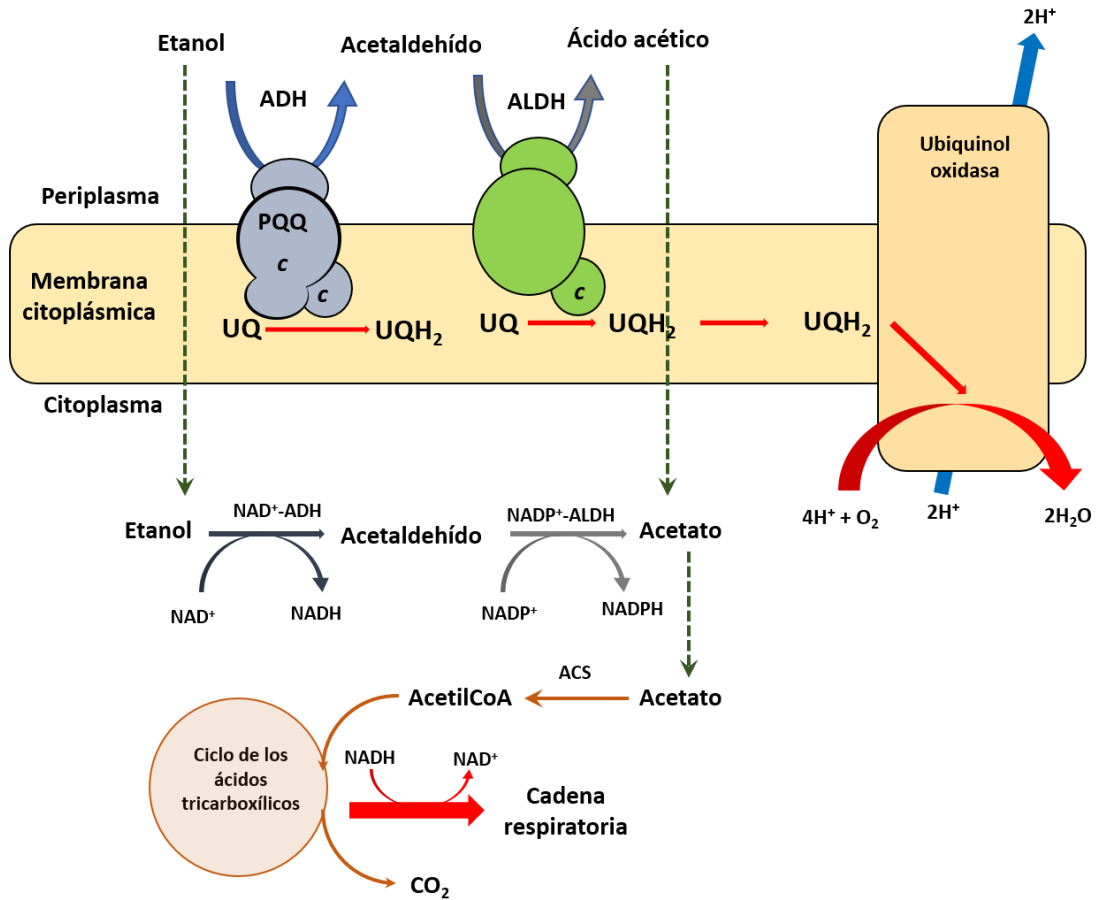 2H⁺
Etanol
Acetaldehído
Ácido acético
ADH
ALDH
Ubiquinol
oxidasa
Periplasma
PQQ
c
c
c
Membrana
citoplásmica
UQ
UQH₂
UQ
UQH₂
UQH₂
Citoplasma
4H⁺ + O₂
2H⁺
2H₂O
Etanol
NAD⁺-ADH
Acetaldehído
NADP⁺-ALDH
Acetato
NAD⁺
NADH
NADP⁺
NADPH
ACS
AcetilCoA
Acetato
Ciclo de los
ácidos
tricarboxílicos
NADH
NAD⁺
Cadena
respiratoria
CO₂